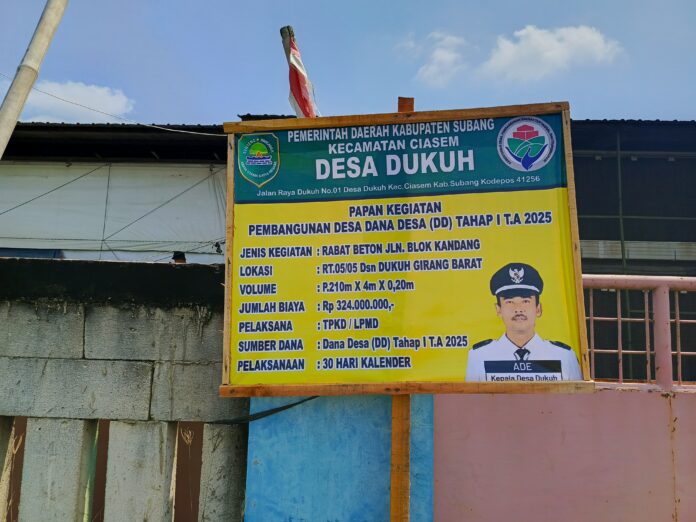 PEMERINTAH DAERAH KABUPATEN SUBANG
KECAMATAN CIASEM
DESA DUKUH
Jalan Raya Dukuh No.01 Desa Dukuh Kec.Ciasem Kab.Subang Kodepos 41256
PAPAN KEGIATAN
PEMBANGUNAN DESA DANA DESA (DD) TAHAP I T.A 2025
JENIS KEGIATAN : RABAT BETON JLN. BLOK KANDANG
LOKASI : RT.05/05 Dsn DUKUH GIRANG BARAT
VOLUME : P.210m X 4m X 0,20m
JUMLAH BIAYA : Rp 324.000.000,-
PELAKSANA : TPKD / LPMD
SUMBER DANA : Dana Desa (DD) Tahap I T.A 2025
PELAKSANAAN : 30 HARI KALENDER
ADE
Kepala Desa Dukuh